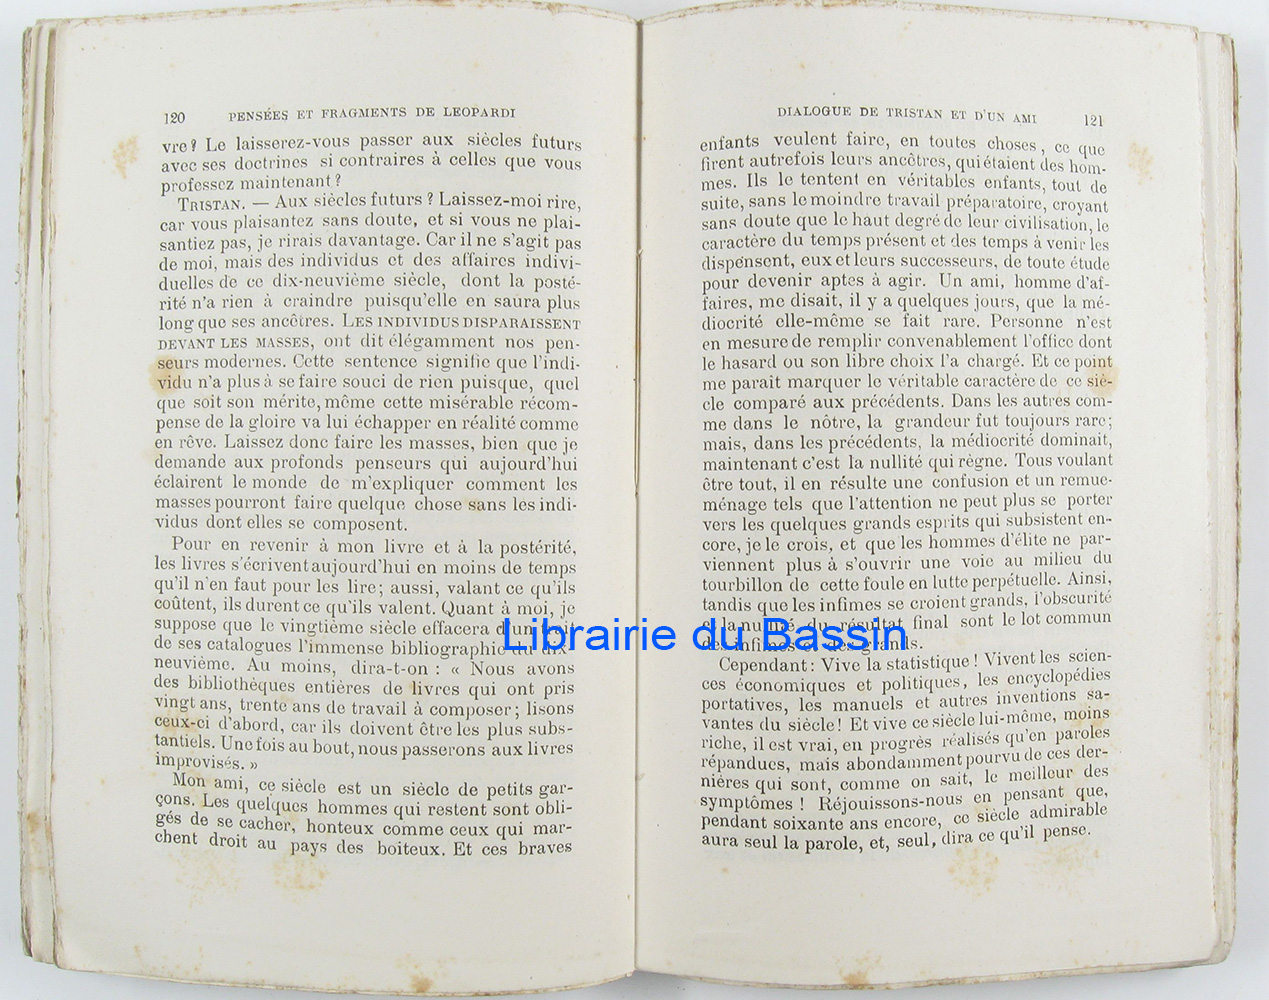 120 PENSÉES ET FRAGMENTS DE LEOPARDI
vre? Le laisserez-vous passer aux siècles futurs
avec ses doctrines si contraires à celles que vous
professez maintenant?
TRISTAN. — Aux siècles futurs? Laissez-moi rire,
car vous plaisantez sans doute, et si vous ne plai-
santiez pas, je rirais davantage. Car il ne s'agit pas
de moi, mais des individus et des affaires indivi-
duelles de ce dix-neuvième siècle, dont la posté-
rité n'a rien à craindre puisqu'elle en saura plus
long que ses ancêtres. LES INDIVIDUS DISPARAISSENT
DEVANT LES MASSES, ont dit élégamment nos pen-
seurs modernes. Cette sentence signifie que l'indi-
vidu n'a plus à se faire souci de rien puisque, quel
que soit son mérite, même cette misérable récom-
pense de la gloire va lui échapper en réalité comme
en rêve. Laissez donc faire les masses, bien que je
demande aux profonds penseurs qui aujourd'hui
éclairent le monde de m'expliquer comment les
masses pourront faire quelque chose sans les indi-
vidus dont elles se composent.
Pour en revenir à mon livre et à la postérité,
les livres s'écrivent aujourd'hui en moins de temps
qu'il n'en faut pour les lire; aussi, valant ce qu'ils
coûtent, ils durent ce qu'ils valent. Quant à moi, je
suppose que le vingtième siècle effacera d'un trait
de ses catalogues l'immense bibliographie du dix-
neuvième. Au moins, dira-t-on: « Nous avons
des bibliothèques entières de livres qui ont pris
vingt ans, trente ans de travail à composer; lisons
ceux-ci d'abord, car ils doivent être les plus subs-
tantiels. Une fois au bout, nous passerons aux livres
improvisés. »
Mon ami, ce siècle est un siècle de petits gar-
çons. Les quelques hommes qui restent sont obli-
gés de se cacher, honteux comme ceux qui mar-
chent droit au pays des boiteux. Et ces braves
DIALOGUE DE TRISTAN ET D'UN AMI 121
enfants veulent faire, en toutes choses, ce que
firent autrefois leurs ancêtres, qui étaient des hom-
mes. Ils le tentent en véritables enfants, tout de
suite, sans le moindre travail préparatoire, croyant
sans doute que le haut degré de leur civilisation, le
caractère du temps présent et des temps à venir les
dispensent, eux et leurs successeurs, de toute étude
pour devenir aptes à agir. Un ami, homme d'af-
faires, me disait, il y a quelques jours, que la mé-
diocrité elle-même se fait rare. Personne n'est
en mesure de remplir convenablement l'office dont
le hasard ou son libre choix l'a chargé. Et ce point
me parait marquer le véritable caractère de ce siè-
cle comparé aux précédents. Dans les autres com-
me dans le nôtre, la grandeur fut toujours rare;
mais, dans les précédents, la médiocrité dominait,
maintenant c'est la nullité qui règne. Tous voulant
être tout, il en résulte une confusion et un remue-
ménage tels que l'attention ne peut plus se porter
vers les quelques grands esprits qui subsistent en-
core, je le crois, et que les hommes d'élite ne par-
viennent plus à s'ouvrir une voie au milieu du
tourbillon de cette foule en lutte perpétuelle. Ainsi,
tandis que les infimes se croient grands, l'obscurité
et la nullité du résultat final sont le lot commun
des infimes et des grands.
Cependant: Vive la statistique! Vivent les scien-
ces économiques et politiques, les encyclopédies
portatives, les manuels et autres inventions sa-
vantes du siècle! Et vive ce siècle lui-même, moins
riche, il est vrai, en progrès réalisés qu'en paroles
répandues, mais abondamment pourvu de ces der-
nières qui sont, comme on sait, le meilleur des
symptômes! Réjouissons-nous en pensant que,
pendant soixante ans encore, ce siècle admirable
aura seul la parole, et, seul, dira ce qu'il pense.
Librairie du Bassin